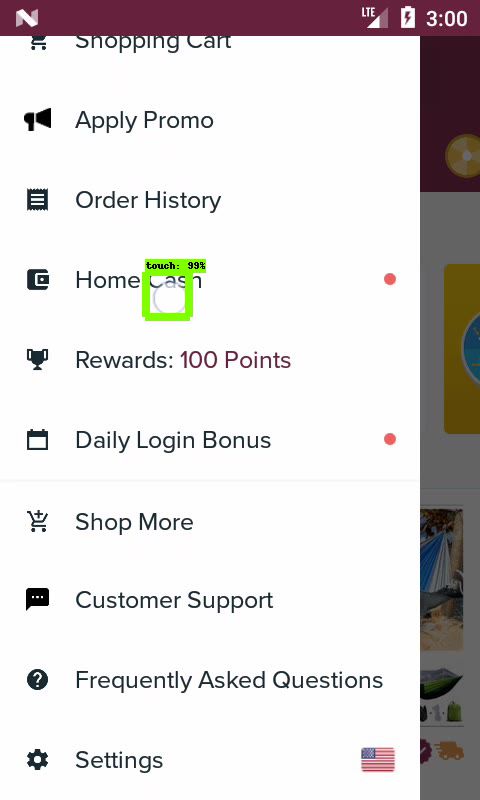 LTE 3:00
Shopping Cart
Apply Promo
Order History
touch: 99%
Home Cash
Rewards: 100 Points
Daily Login Bonus
Shop More
Customer Support
Frequently Asked Questions
Settings